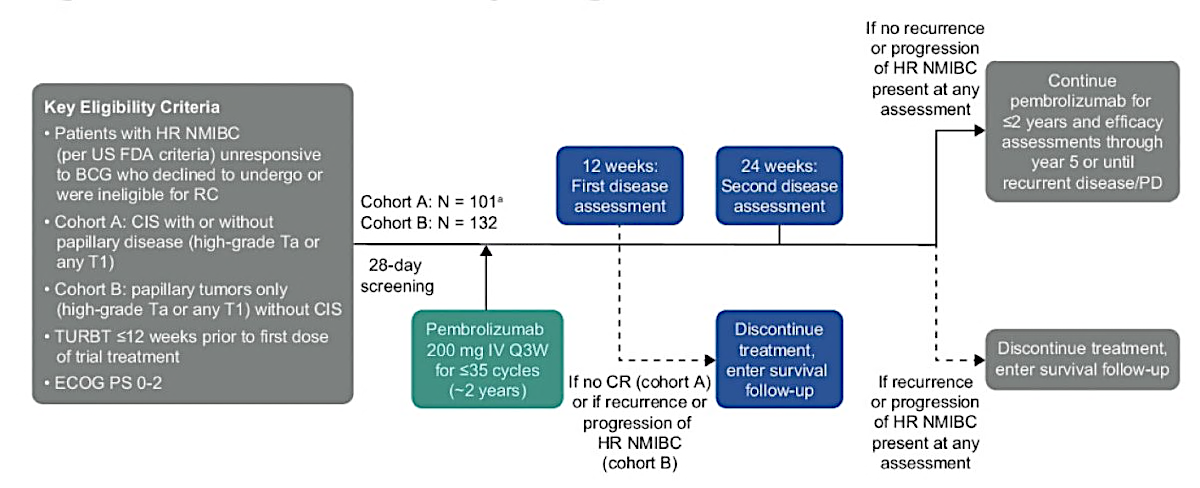 Key Eligibility Criteria
• Patients with HR NMIBC
(per US FDA criteria) unresponsive
to BCG who declined to undergo or
were ineligible for RC
• Cohort A: CIS with or without
papillary disease (high-grade Ta or
any T1)
• Cohort B: papillary tumors only
(high-grade Ta or any T1) without CIS
• TURBT ≤12 weeks prior to first dose
of trial treatment
• ECOG PS 0-2
Cohort A: N = 101ᵃ
Cohort B: N = 132
28-day
screening
Pembrolizumab
200 mg IV Q3W
for ≤35 cycles
(~2 years)
12 weeks:
First disease
assessment
If no CR (cohort A)
or if recurrence or
progression of
HR NMIBC
(cohort B)
24 weeks:
Second disease
assessment
Discontinue
treatment,
enter survival
follow-up
If no recurrence
or progression
of HR NMIBC
present at any
assessment
Continue
pembrolizumab for
≤2 years and efficacy
assessments through
year 5 or until
recurrent disease/PD
If recurrence
or progression
of HR NMIBC
present at any
assessment
Discontinue treatment,
enter survival follow-up